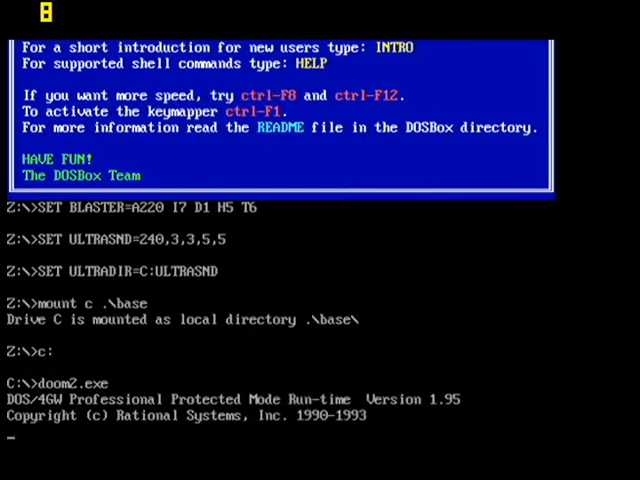 8
For a short introduction for new users type: INTRO
For supported shell commands type: HELP
If you want more speed, try ctrl-F8 and ctrl-F12.
To activate the keymapper ctrl-F1.
For more information read the README file in the DOSBox directory.
HAVE FUN!
The DOSBox Team
Z:\>SET BLASTER=A220 I7 D1 H5 T6
Z:\>SET ULTRASND=240,3,3,5,5
Z:\>SET ULTRADIR=C:ULTRASND
Z:\>mount c .\base
Drive C is mounted as local directory .\base\
Z:\>c:
C:\>doom2.exe
DOS/4GW Professional Protected Mode Run-time  Version 1.95
Copyright (c) Rational Systems, Inc. 1990-1993